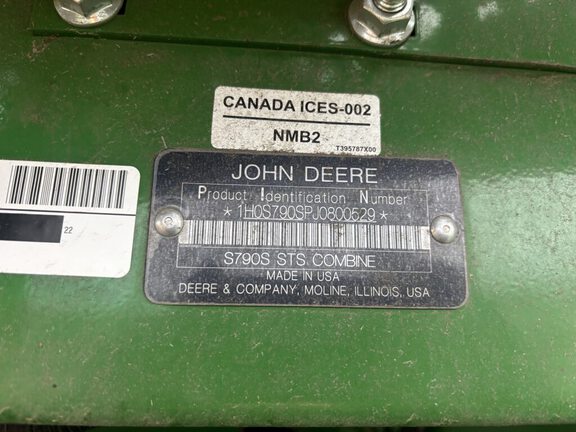 CANADA ICES-002
NMB2
T395787X00
JOHN DEERE
Product Identification Number
*1H0S790SPJ0800529*
S790S STS COMBINE
MADE IN USA
DEERE & COMPANY, MOLINE, ILLINOIS, USA
22